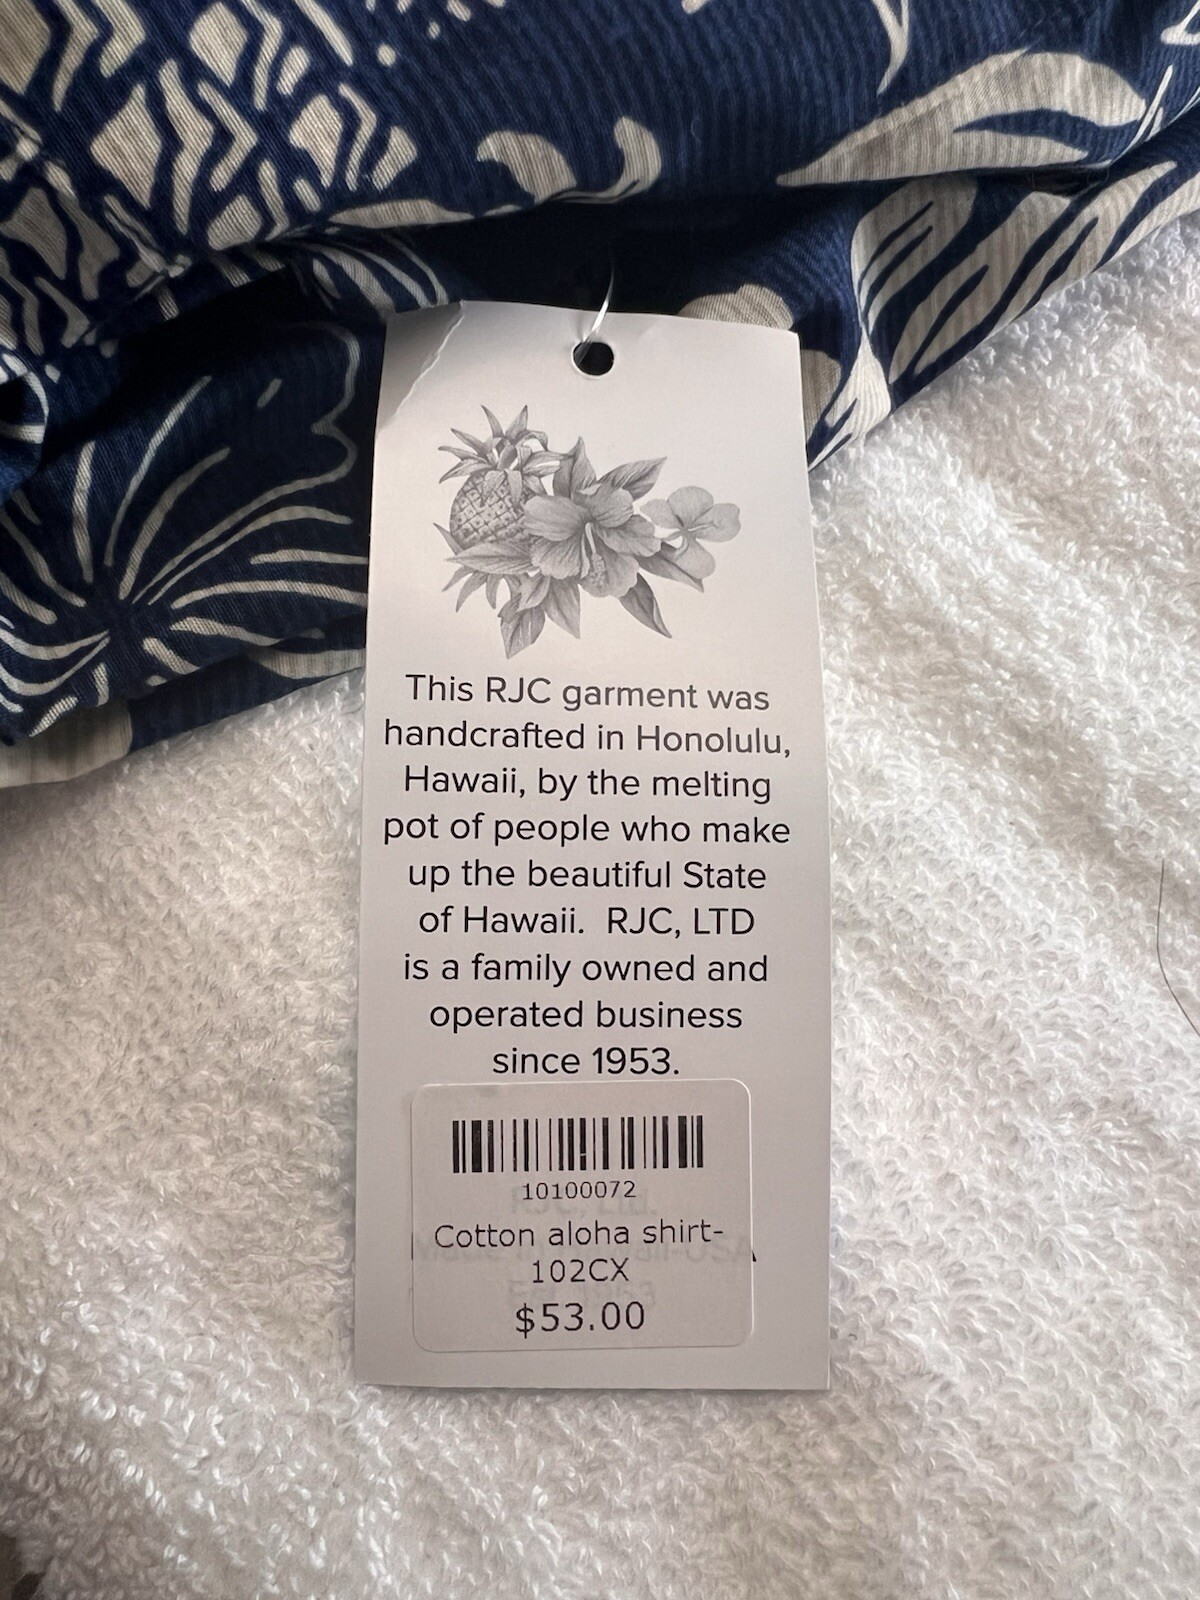 This RJC garment was
handcrafted in Honolulu,
Hawaii, by the melting
pot of people who make
up the beautiful State
of Hawaii. RJC, LTD
is a family owned and
operated business
since 1953.
10100072
Cotton aloha shirt-
102CX
$53.00